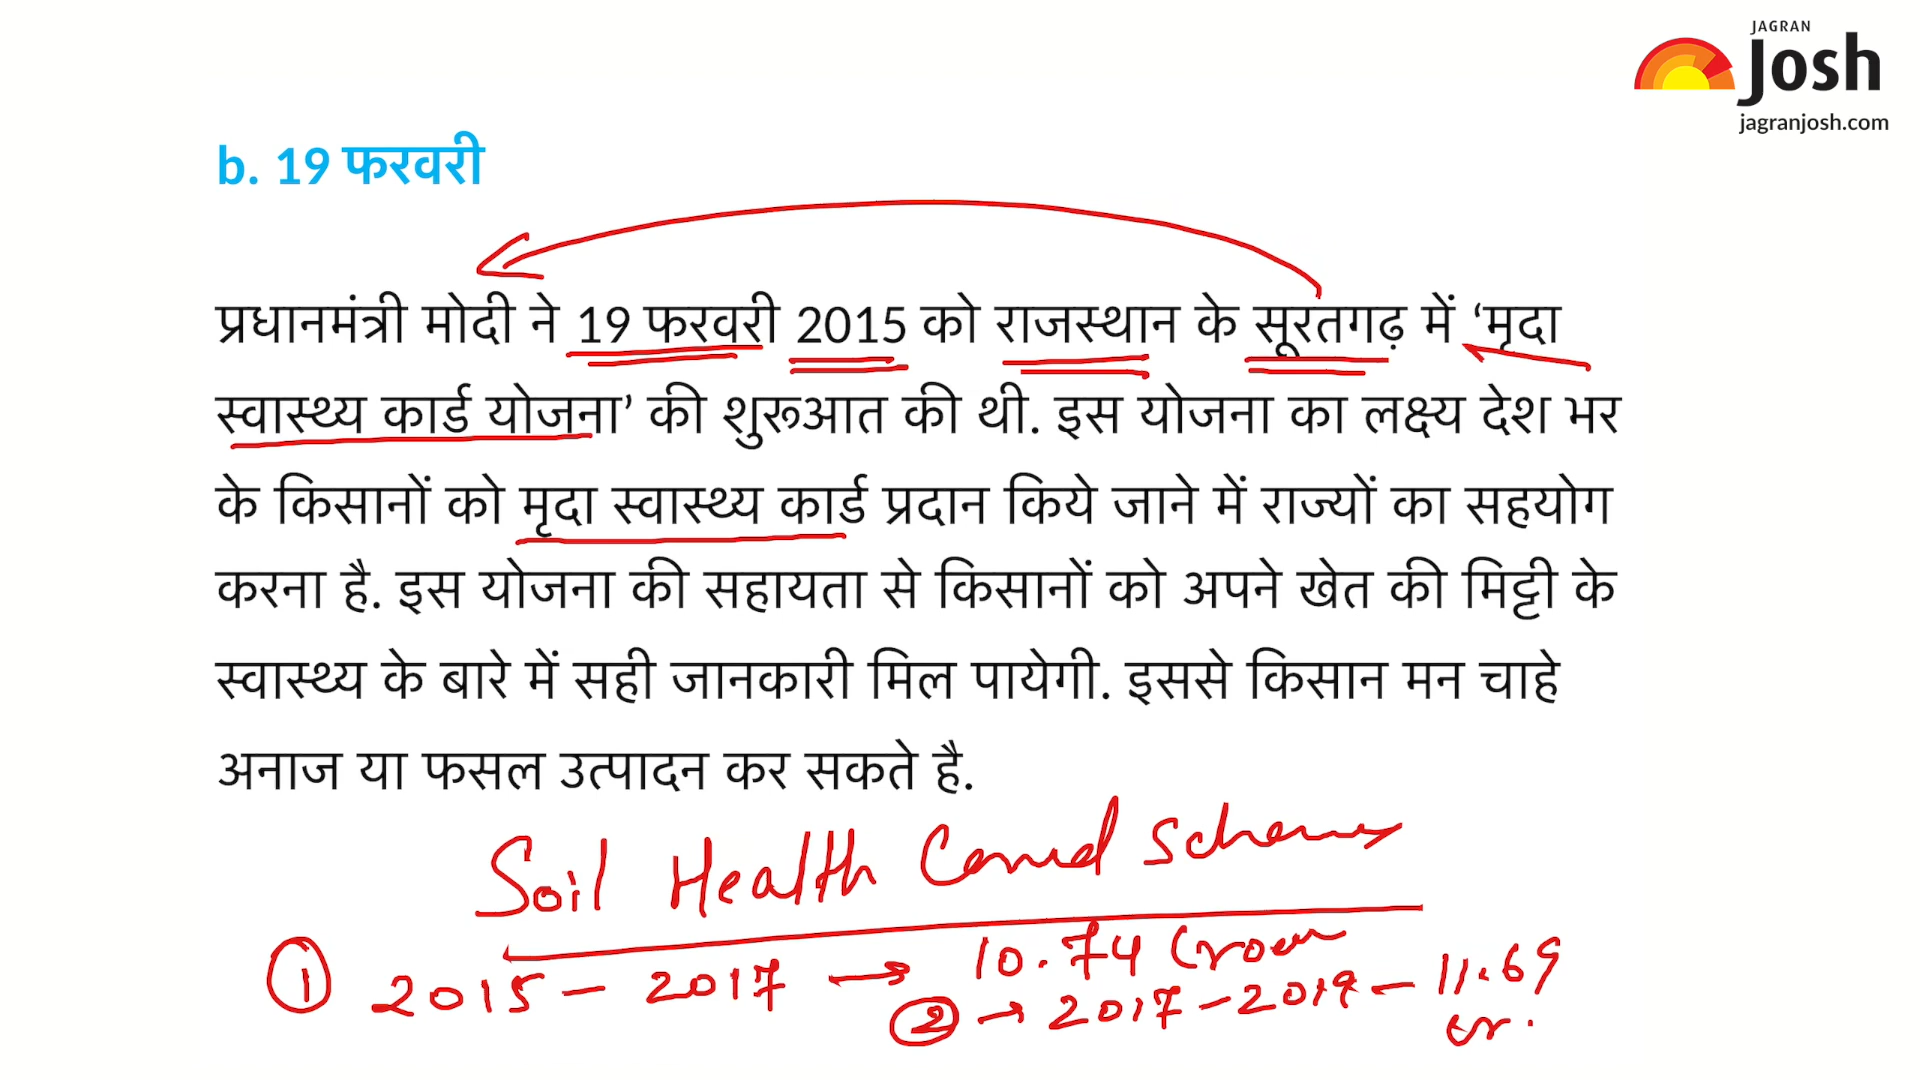 JAGRAN
Josh
jagranjosh.com
b. 19 फरवरी
प्रधानमंत्री मोदी ने 19 फरवरी 2015 को राजस्थान के सूरतगढ़ में ‘मृदा
स्वास्थ्य कार्ड योजना’ की शुरूआत की थी. इस योजना का लक्ष्य देश भर
के किसानों को मृदा स्वास्थ्य कार्ड प्रदान किये जाने में राज्यों का सहयोग
करना है. इस योजना की सहायता से किसानों को अपने खेत की मिट्टी के
स्वास्थ्य के बारे में सही जानकारी मिल पायेगी. इससे किसान मन चाहे
अनाज या फसल उत्पादन कर सकते है.
Soil Health Card Scheme
1 2015 - 2017 → 10.74 Crore
2 → 2017 - 2019 - 11.69
cr.